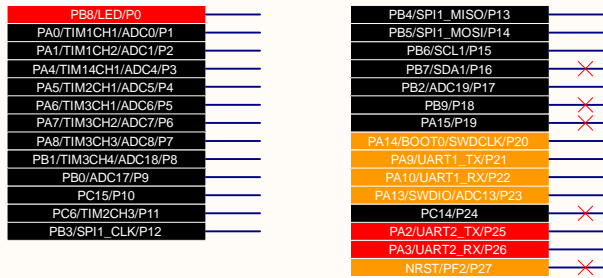 PB8/LED/P0
PA0/TIM1CH1/ADC0/P1
PA1/TIM1CH2/ADC1/P2
PA4/TIM14CH1/ADC4/P3
PA5/TIM2CH1/ADC5/P4
PA6/TIM3CH1/ADC6/P5
PA7/TIM3CH2/ADC7/P6
PA8/TIM3CH3/ADC8/P7
PB1/TIM3CH4/ADC18/P8
PB0/ADC17/P9
PC15/P10
PC6/TIM2CH3/P11
PB3/SPI1_CLK/P12
PB4/SPI1_MISO/P13
PB5/SPI1_MOSI/P14
PB6/SCL1/P15
PB7/SDA1/P16
PB2/ADC19/P17
PB9/P18
PA15/P19
PA14/BOOT0/SWDCLK/P20
PA9/UART1_TX/P21
PA10/UART1_RX/P22
PA13/SWDIO/ADC13/P23
PC14/P24
PA2/UART2_TX/P25
PA3/UART2_RX/P26
NRST/PF2/P27